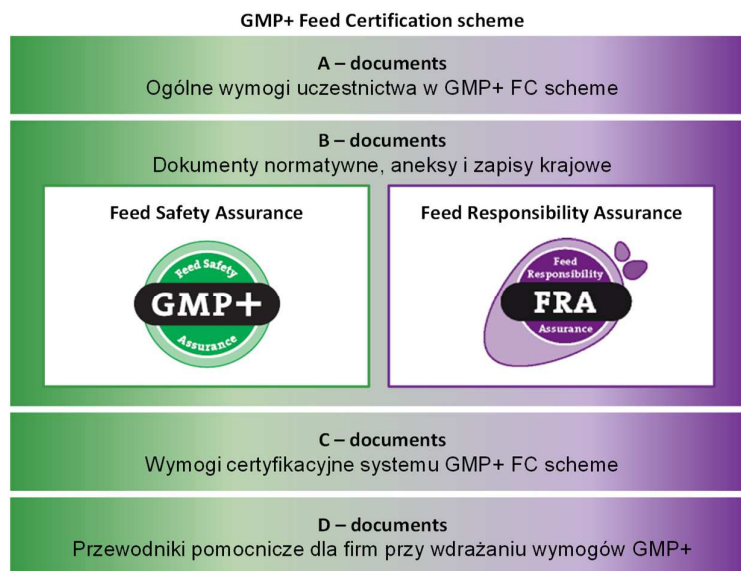 GMP+ Feed Certification scheme
A – documents
Ogólne wymogi uczestnictwa w GMP+ FC scheme
B – documents
Dokumenty normatywne, aneksy i zapisy krajowe
Feed Safety Assurance
Feed Safety
GMP+
Assurance
Feed Responsibility Assurance
Feed
Responsibility
FRA
Assurance
C – documents
Wymogi certyfikacyjne systemu GMP+ FC scheme
D – documents
Przewodniki pomocnicze dla firm przy wdrażaniu wymogów GMP+